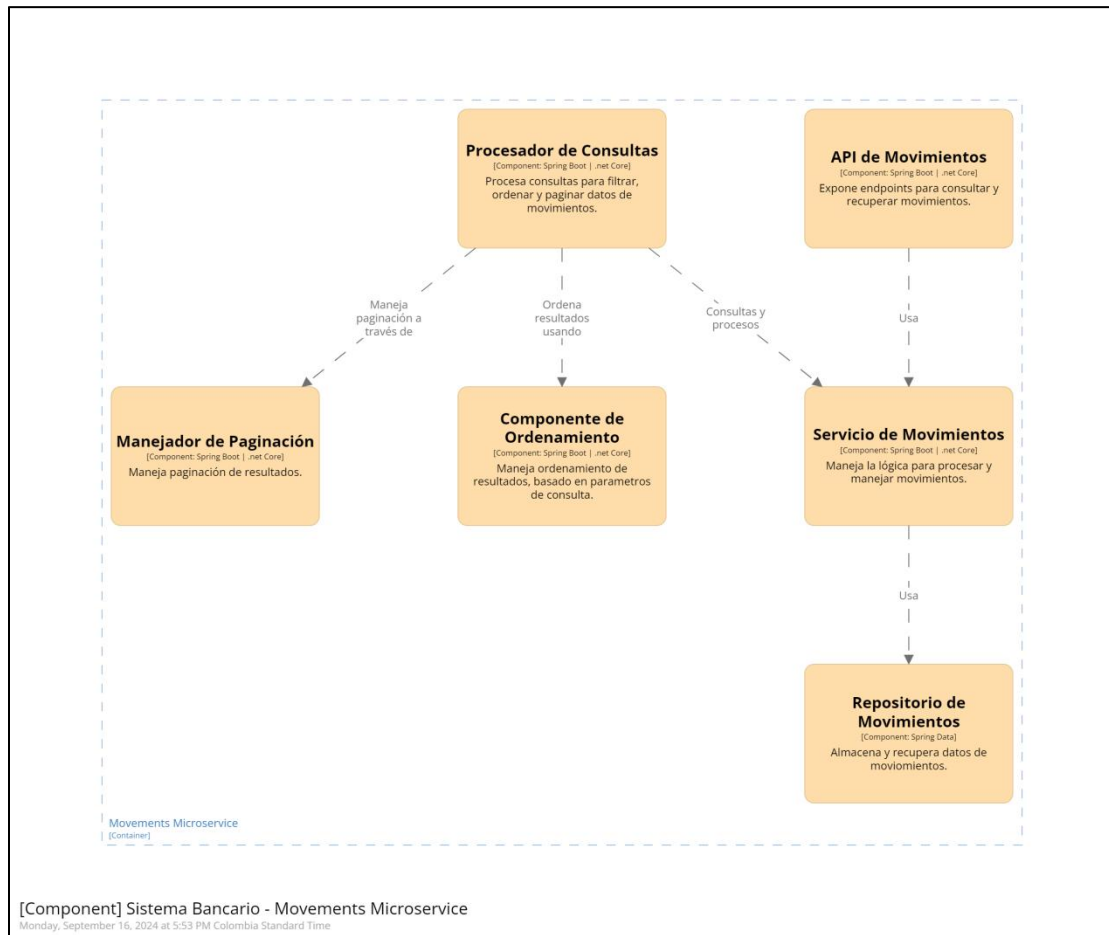 Procesador de Consultas
[Component: Spring Boot | .net Core]
Procesa consultas para filtrar,
ordenar y paginar datos de
movimientos.
API de Movimientos
[Component: Spring Boot | .net Core]
Expone endpoints para consultar y
recuperar movimientos.
Maneja
paginación a
través de
Ordena
resultados
usando
Consultas y
procesos
Usa
Manejador de Paginación
[Component: Spring Boot | .net Core]
Maneja paginación de resultados.
Componente de
Ordenamiento
[Component: Spring Boot | .net Core]
Maneja ordenamiento de
resultados, basado en parametros
de consulta.
Servicio de Movimientos
[Component: Spring Boot | .net Core]
Maneja la lógica para procesar y
manejar movimientos.
Usa
Repositorio de
Movimientos
[Component: Spring Data]
Almacena y recupera datos de
moviomientos.
Movements Microservice
[Container]
[Component] Sistema Bancario - Movements Microservice
Monday, September 16, 2024 at 5:53 PM Colombia Standard Time